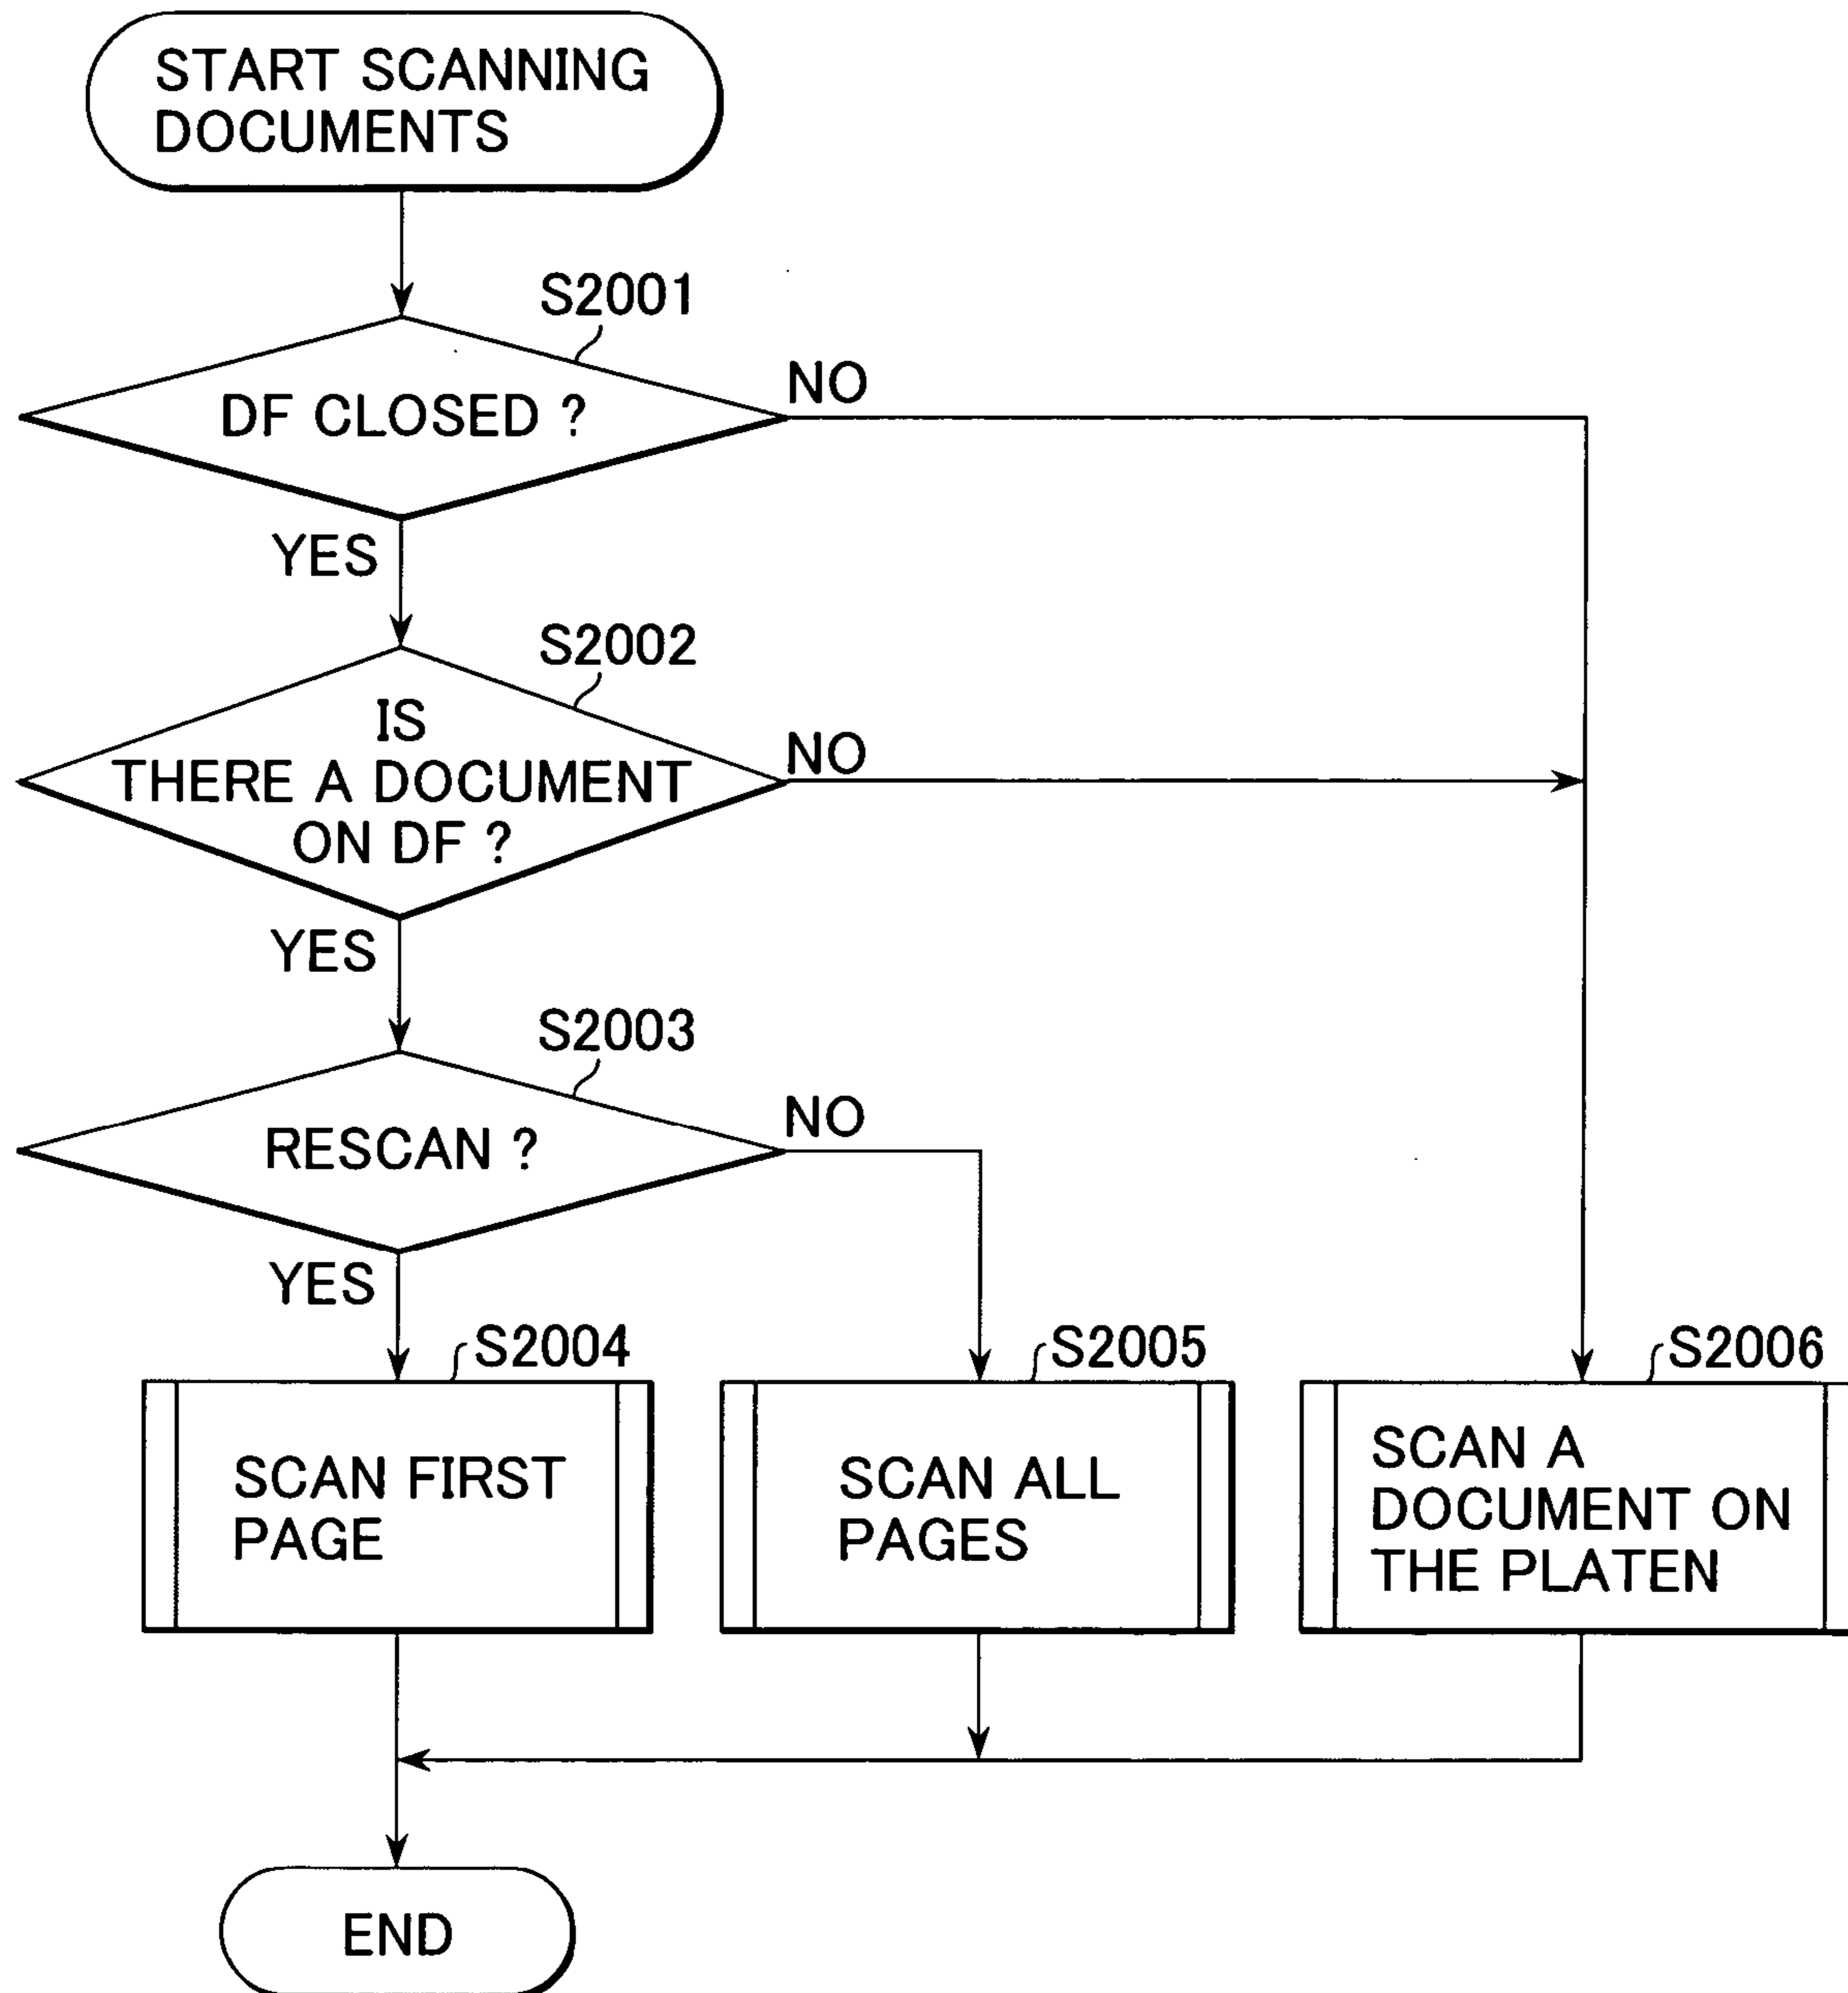 START SCANNING
DOCUMENTS
S2001
DF CLOSED ?
NO
YES
S2002
IS
THERE A DOCUMENT
ON DF ?
NO
YES
S2003
RESCAN ?
NO
YES
S2004
SCAN FIRST
PAGE
S2005
SCAN ALL
PAGES
S2006
SCAN A
DOCUMENT ON
THE PLATEN
END